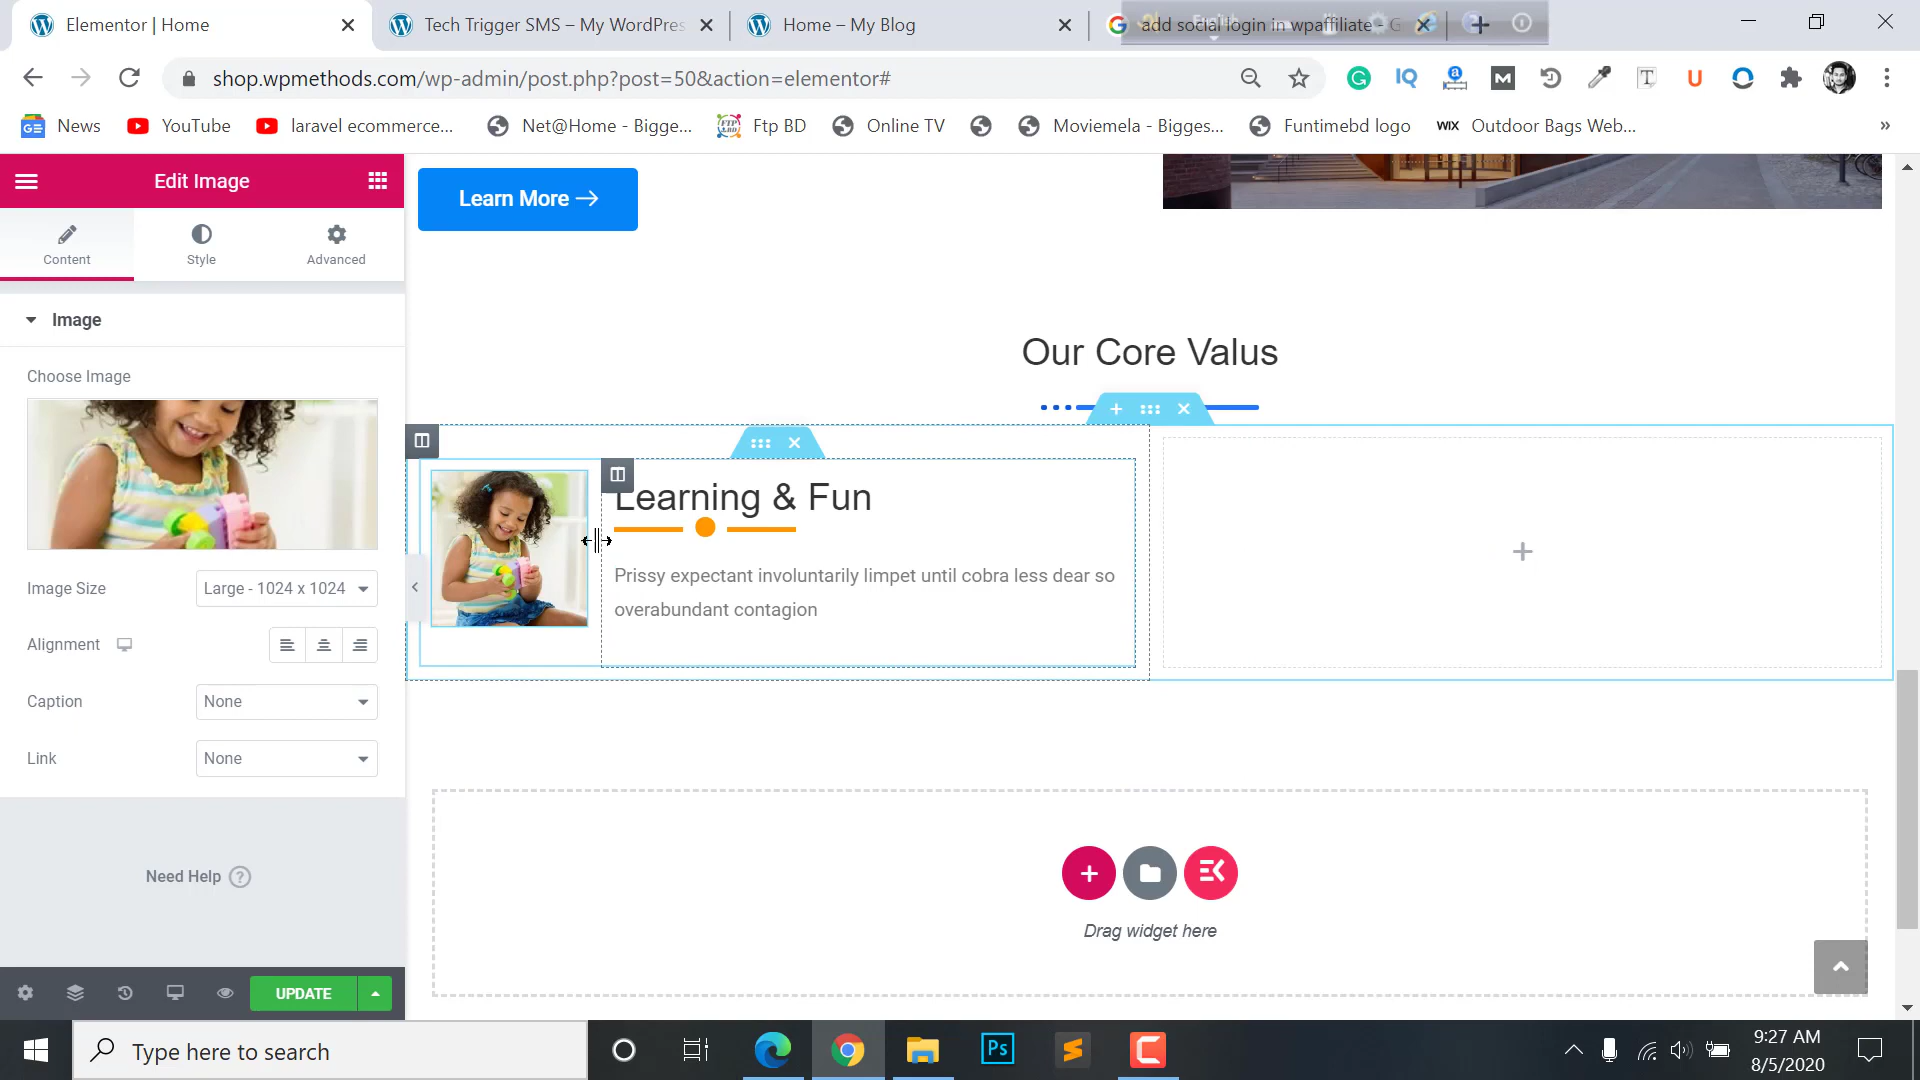 Elementor | Home
Tech Trigger SMS – My WordPres
Home – My Blog
add social login in wpaffiliate - G
shop.wpmethods.com/wp-admin/post.php?post=50&action=elementor#
News
YouTube
laravel ecommerce...
Net@Home - Bigge...
Ftp BD
Online TV
Moviemela - Bigges...
Funtimebd logo
WIX
Outdoor Bags Web...
Edit Image
Content
Style
Advanced
Image
Choose Image
Image Size
Large - 1024 x 1024
Alignment
Caption
None
Link
None
Need Help
UPDATE
Learn More
Our Core Valus
Learning & Fun
Prissy expectant involuntarily limpet until cobra less dear so
overabundant contagion
Drag widget here
Type here to search
Ps
9:27 AM
8/5/2020